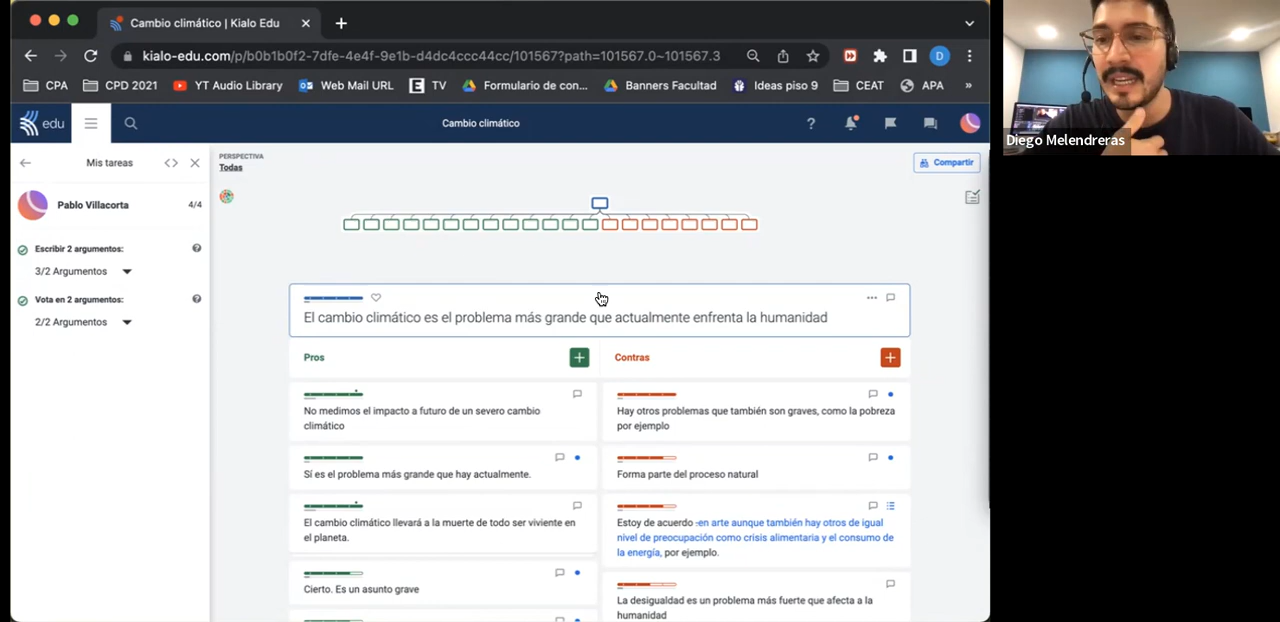 Cambio climático | Kialo Edu
kialo-edu.com/p/b0b1b0f2-7dfe-4e4f-9e1b-d4dc4ccc44cc/101567?path=101567.0~101567.3
D
CPA
CPD 2021
YT Audio Library
Web Mail URL
E TV
Formulario de con...
Banners Facultad
Ideas piso 9
CEAT
APA
»
edu
Cambio climático
?
Mis tareas
Pablo Villacorta
4/4
Escribir 2 argumentos:
3/2 Argumentos
Vota en 2 argumentos:
2/2 Argumentos
PERSPECTIVA
Todas
Compartir
El cambio climático es el problema más grande que actualmente enfrenta la humanidad
Pros
Contras
No medimos el impacto a futuro de un severo cambio
climático
Sí es el problema más grande que hay actualmente.
El cambio climático llevará a la muerte de todo ser viviente en
el planeta.
Cierto. Es un asunto grave
Hay otros problemas que también son graves, como la pobreza
por ejemplo
Forma parte del proceso natural
Estoy de acuerdo -en arte aunque también hay otros de igual
nivel de preocupación como crisis alimentaria y el consumo de
la energía, por ejemplo.
La desigualdad es un problema más fuerte que afecta a la
humanidad
Diego Melendreras